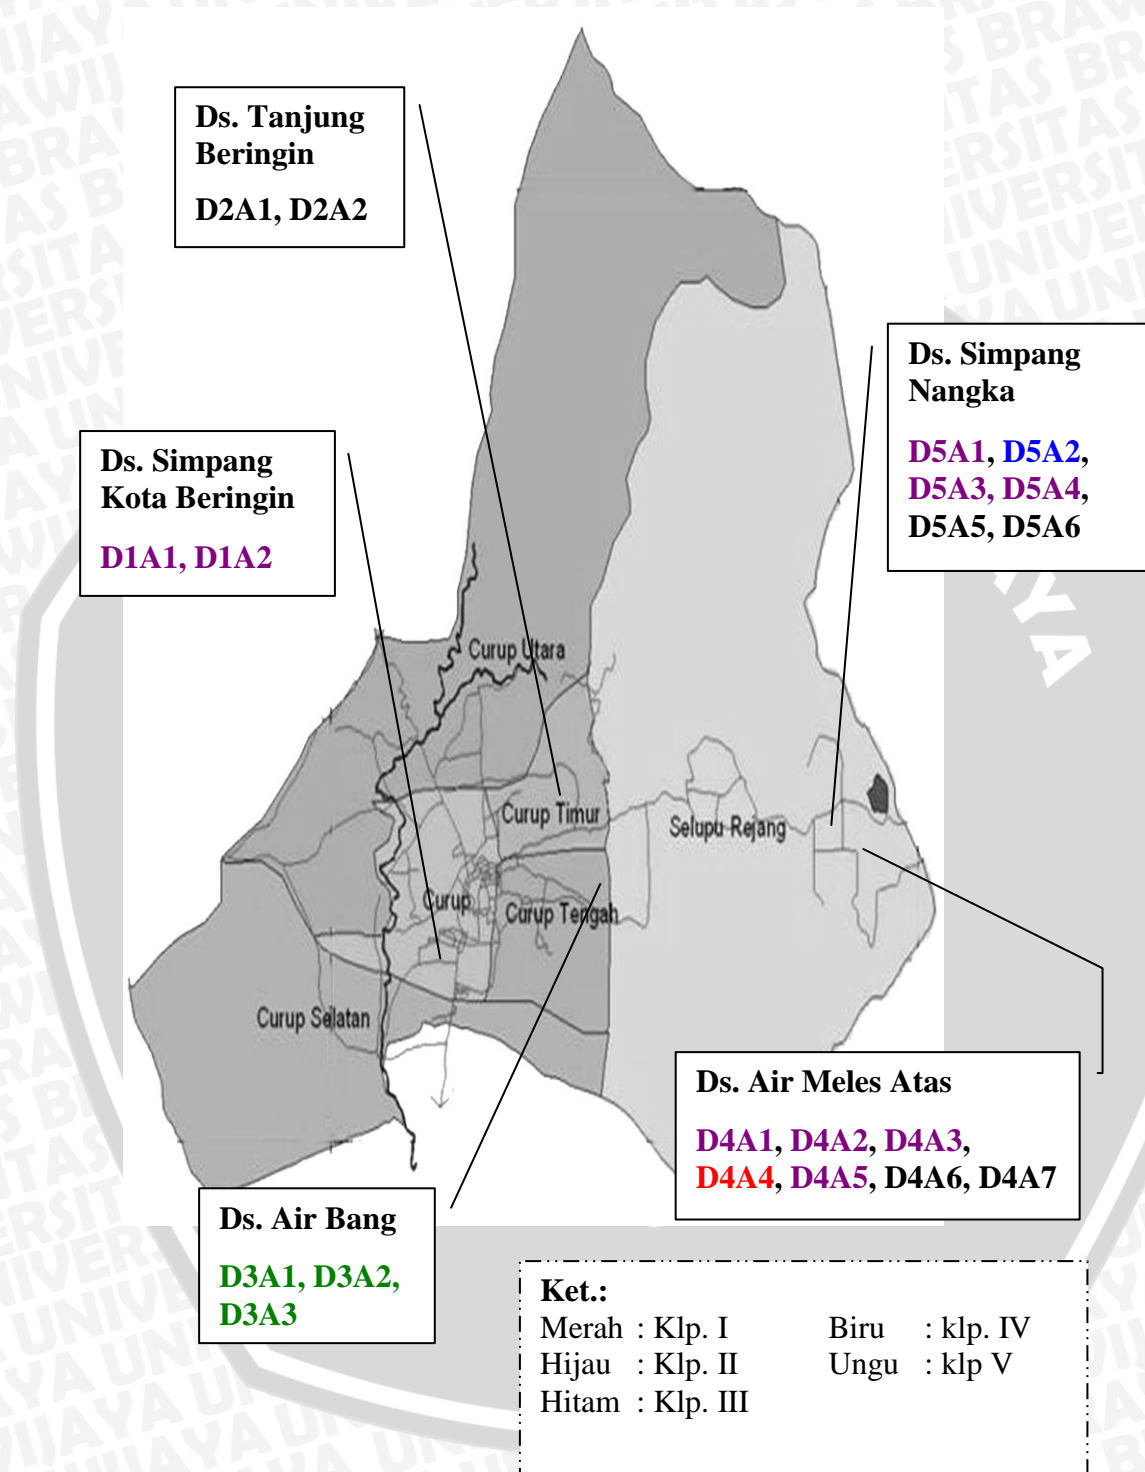 Ds. Tanjung
Beringin
D2A1, D2A2
Ds. Simpang
Nangka
D5A1, D5A2,
D5A3, D5A4,
D5A5, D5A6
Ds. Simpang
Kota Beringin
D1A1, D1A2
Curup Utara
Curup Timur
Selupu Rejang
Curup
Curup Tengah
Curup Selatan
Ds. Air Meles Atas
D4A1, D4A2, D4A3,
D4A4, D4A5, D4A6, D4A7
Ds. Air Bang
D3A1, D3A2,
D3A3
Ket.:
Merah : Klp. I Biru : klp. IV
Hijau : Klp. II Ungu : klp V
Hitam : Klp. III